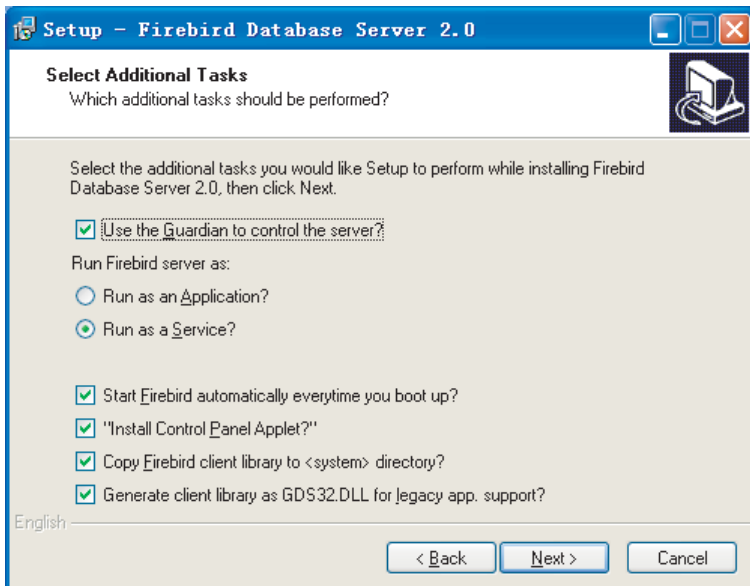 Setup - Firebird Database Server 2.0
Select Additional Tasks
Which additional tasks should be performed?
Select the additional tasks you would like Setup to perform while installing Firebird
Database Server 2.0, then click Next.
Use the Guardian to control the server?
Run Firebird server as:
Run as an Application?
Run as a Service?
Start Firebird automatically everytime you boot up?
"Install Control Panel Applet?"
Copy Firebird client library to <system> directory?
Generate client library as GDS32.DLL for legacy app. support?
English
< Back
Next >
Cancel